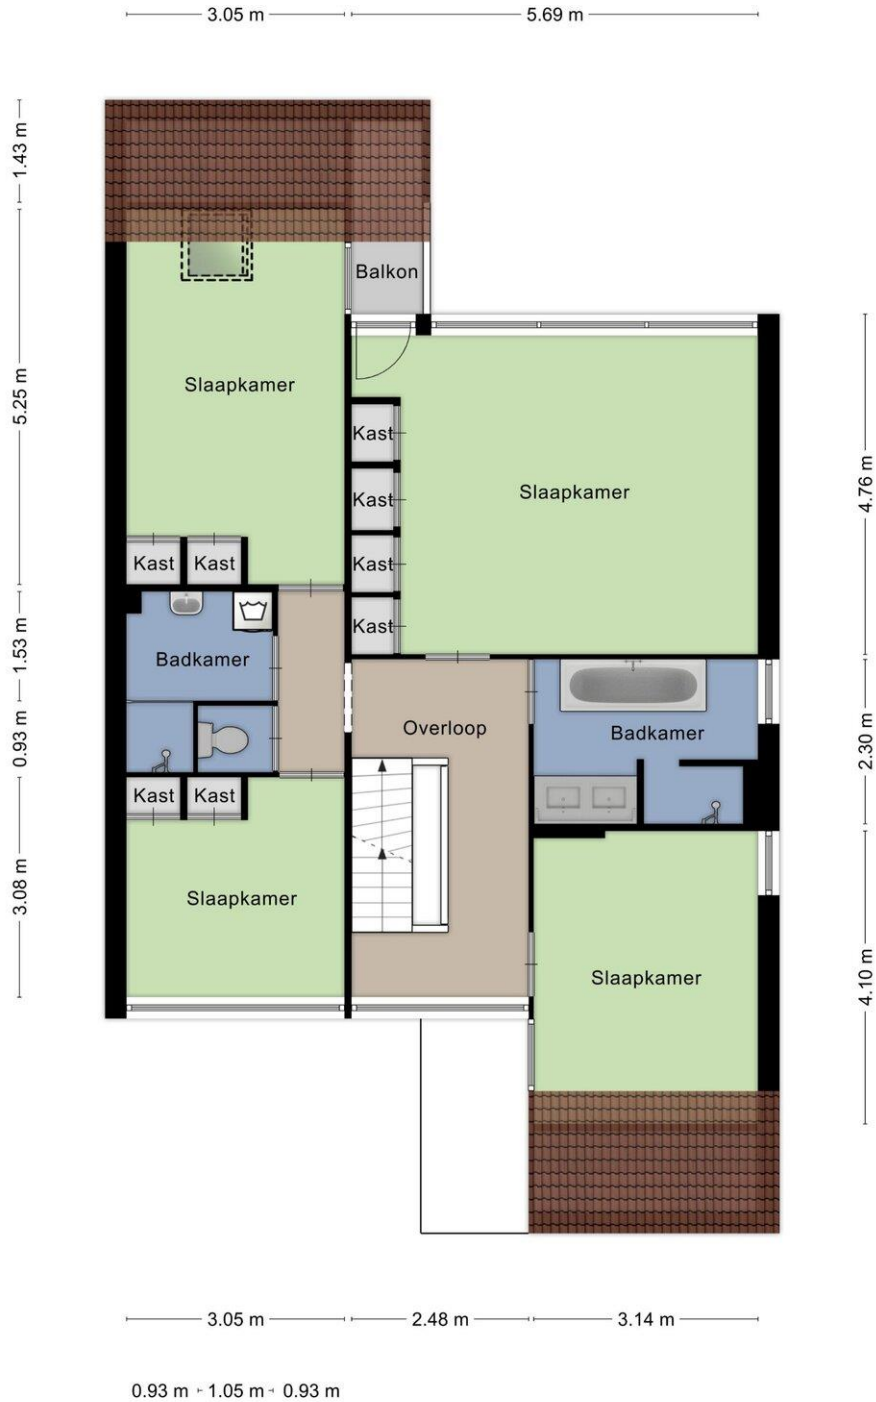 3.05 m
5.69 m
1.43 m
5.25 m
1.53 m
0.93 m
3.08 m
Balkon
Slaapkamer
Kast
Slaapkamer
Kast
Kast
Kast
Kast
Kast
Badkamer
Overloop
Badkamer
Kast
Kast
Slaapkamer
Slaapkamer
4.76 m
2.30 m
4.10 m
3.05 m
2.48 m
3.14 m
0.93 m
1.05 m
0.93 m